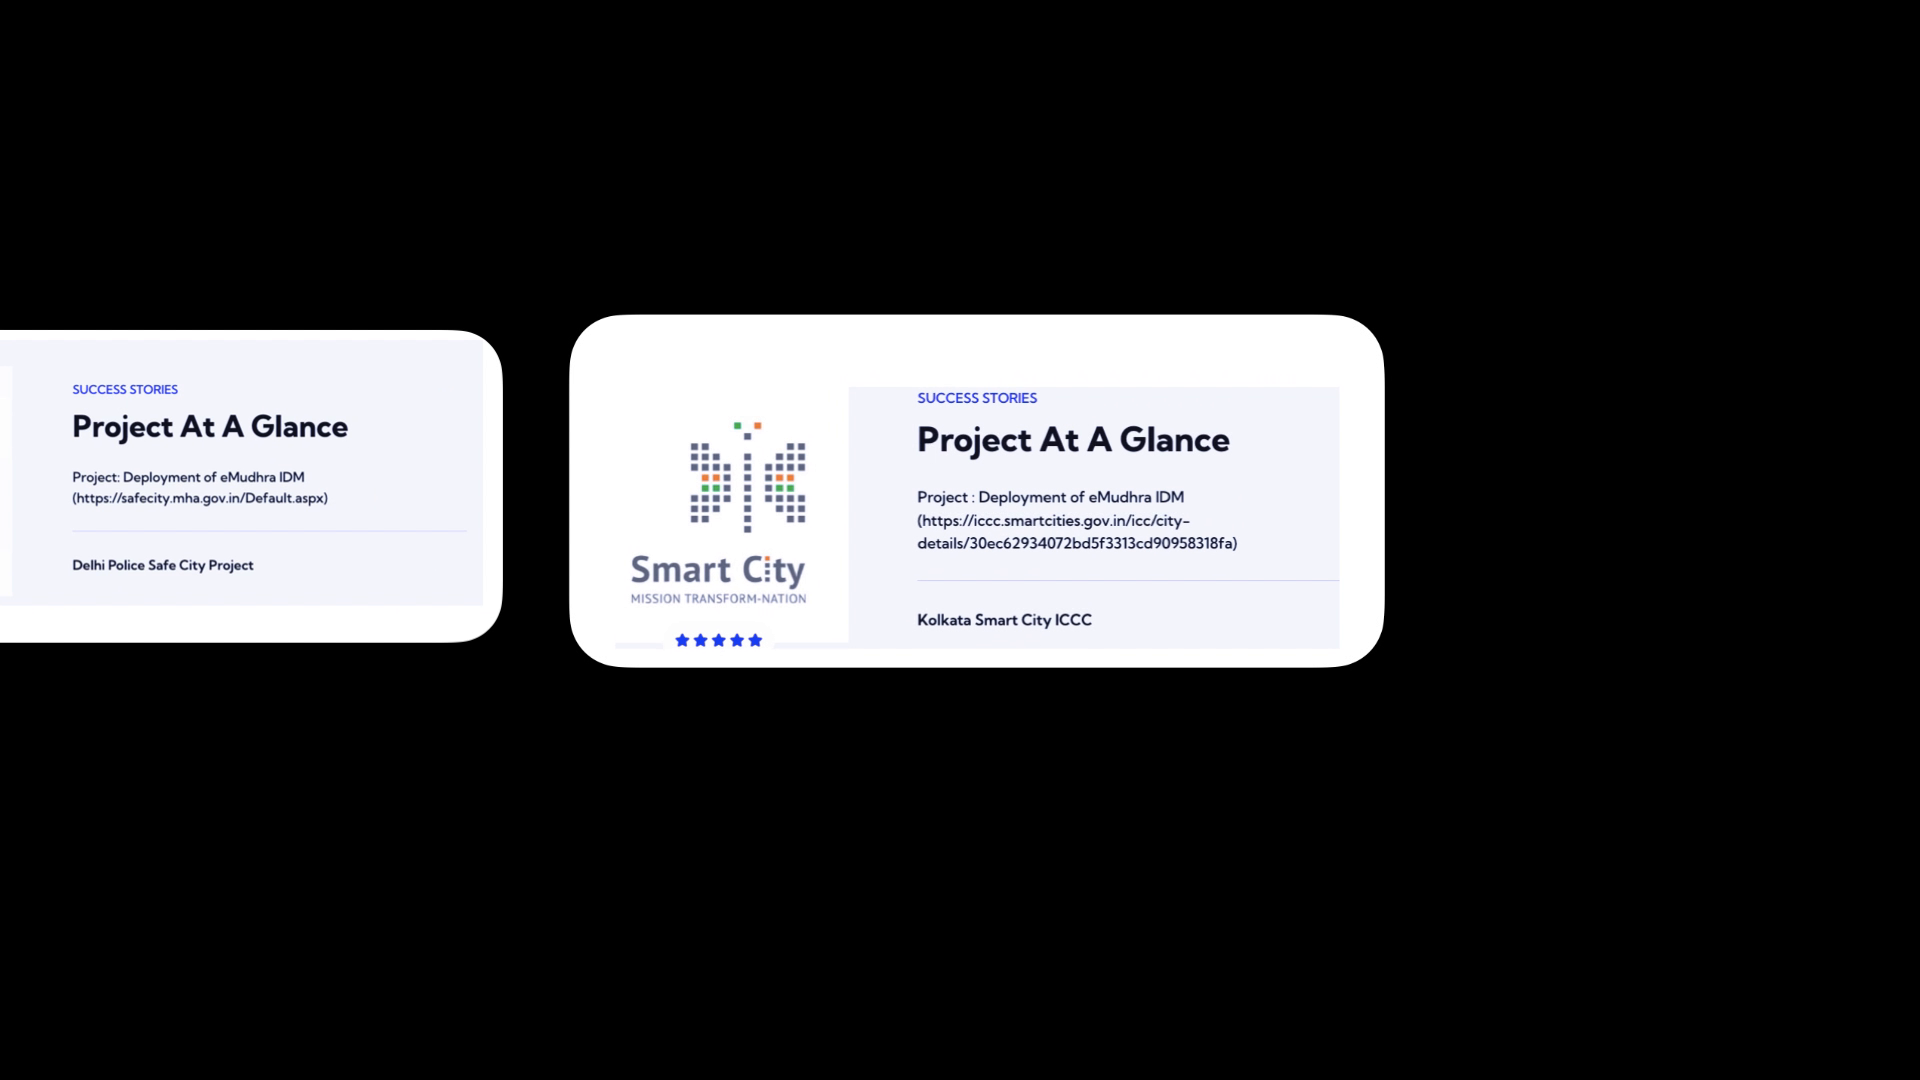 SUCCESS STORIES
Project At A Glance
Project: Deployment of eMudhra IDM
(https://safecity.mha.gov.in/Default.aspx)
Delhi Police Safe City Project
Smart City
MISSION TRANSFORM-NATION
SUCCESS STORIES
Project At A Glance
Project : Deployment of eMudhra IDM
(https://iccc.smartcities.gov.in/icc/city-
details/30ec62934072bd5f3313cd90958318fa)
Kolkata Smart City ICCC